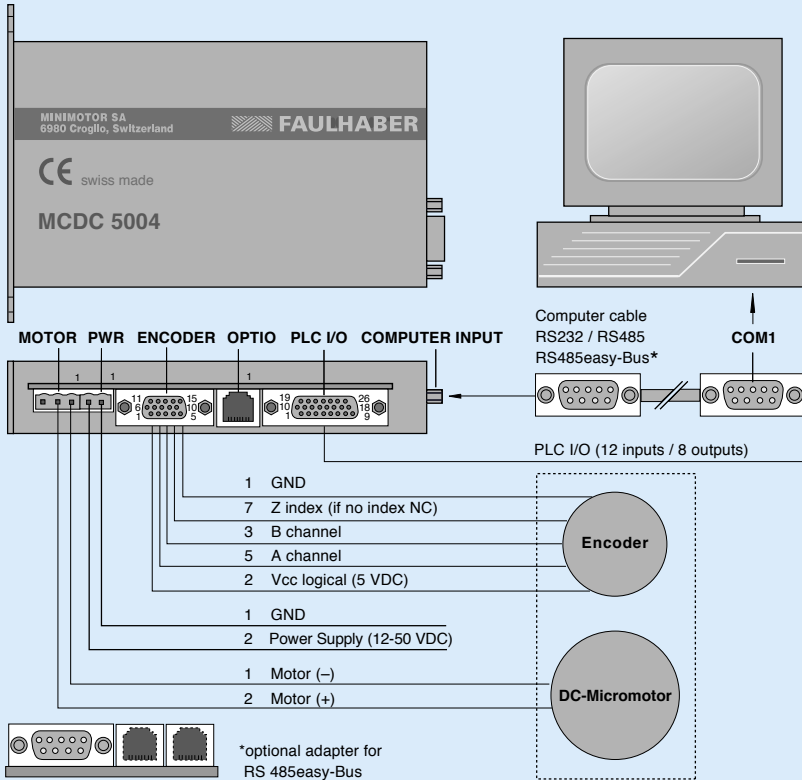 MINIMOTOR SA
6980 Croglio, Switzerland
FAULHABER
CE swiss made
MCDC 5004
Computer cable
RS232 / RS485
RS485easy-Bus*
COM1
MOTOR PWR ENCODER OPTIO PLC I/O COMPUTER INPUT
1 1 1
11 15 19 26
6 10 10 18
1 5 1 9
PLC I/O (12 inputs / 8 outputs)
1 GND
7 Z index (if no index NC)
3 B channel
5 A channel
2 Vcc logical (5 VDC)
Encoder
1 GND
2 Power Supply (12-50 VDC)
1 Motor (–)
2 Motor (+)
DC-Micromotor
*optional adapter for
RS 485easy-Bus